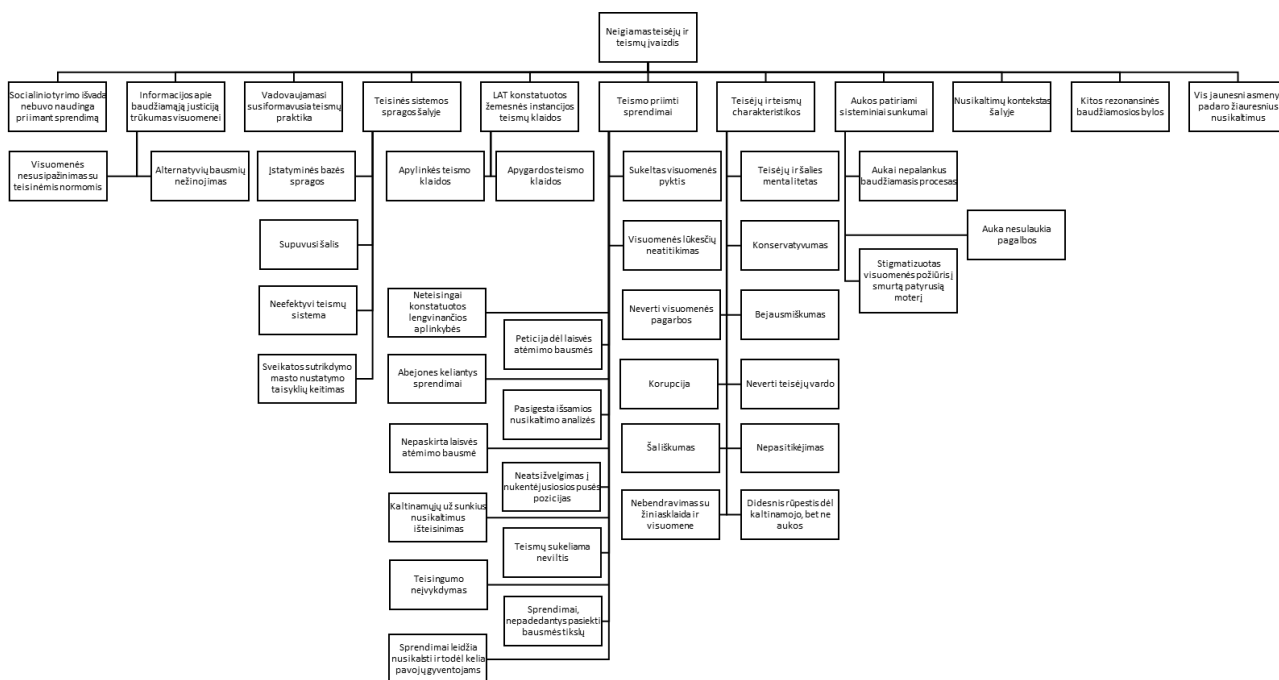 Neigiamas teisėjų ir
teismų įvaizdis
Socialinio tyrimo išvada
nebuvo naudinga
priimant sprendimą
Informacijos apie
baudžiamąją justiciją
trūkumas visuomenei
Vadovaujamasi
susiformavusia teismų
praktika
Teisinės sistemos
spragos šalyje
LAT konstatuotos
žemesnės instancijos
teismų klaidos
Teismo priimti
sprendimai
Teisėjų ir teismų
charakteristikos
Aukos patiriami
sisteminiai sunkumai
Nusikaltimų kontekstas
šalyje
Kitos rezonansinės
baudžiamosios bylos
Vis jaunesni asmenys
padaro žiauresnius
nusikaltimus
Visuomenės
nesusipažinimas su
teisinėmis normomis
Alternatyvių bausmių
nežinojimas
Įstatyminės bazės
spragos
Apylinkės teismo
klaidos
Apygardos teismo
klaidos
Sukeltas visuomenės
pyktis
Teisėjų ir šalies
mentalitetas
Aukai nepalankus
baudžiamasis procesas
Supuvusi šalis
Visuomenės lūkesčių
neatitikimas
Konservatyvumas
Auka nesulaukia
pagalbos
Stigmatizuotas
visuomenės požiūris į
smurtą patyrusią
moterį
Neefektyvi teismų
sistema
Neteisingai
konstatuotos
lengvinančios
aplinkybės
Neverti visuomenės
pagarbos
Bejausmiškumas
Peticija dėl laisvės
atėmimo bausmės
Sveikatos sutrikdymo
masto nustatymo
taisyklių keitimas
Abejones keliantys
sprendimai
Korupcija
Neverti teisėjų vardo
Pasigesta išsamios
nusikaltimo analizės
Nepaskirta laisvės
atėmimo bausmė
Šališkumas
Nepasitikėjimas
Neatsižvelgimas į
nukentėjusiosios pusės
pozicijas
Kaltinamųjų už sunkius
nusikaltimus
išteisinimas
Nebendravimas su
žiniasklaida ir
visuomene
Didesnis rūpestis dėl
kaltinamojo, bet ne
aukos
Teismų sukeliama
neviltis
Teisingumo
neįvykdymas
Sprendimai,
nepadedantys pasiekti
bausmės tikslų
Sprendimai leidžia
nusikalsti ir todėl kelia
pavojų gyventojams